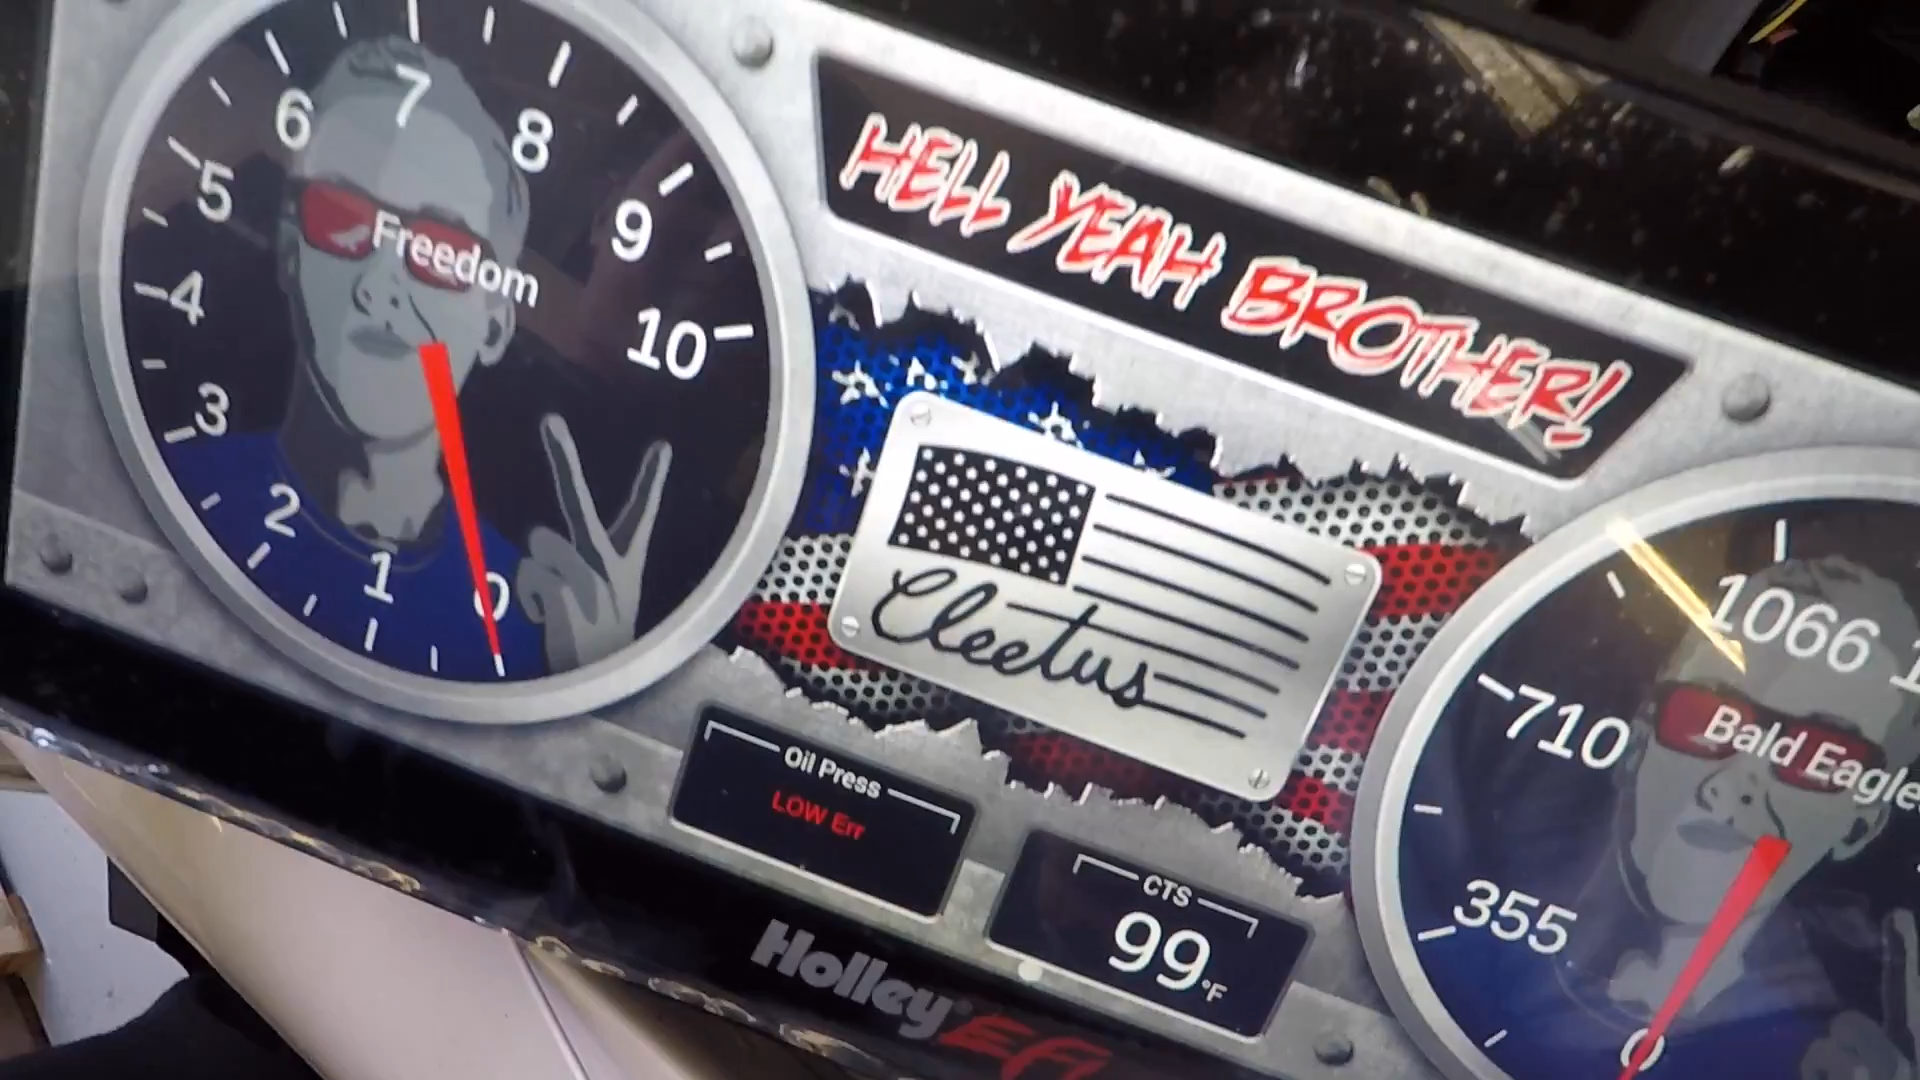 HELL YEAH BROTHER!
0
1
2
3
4
5
6
7
8
9
10
Freedom
Cleetus
Oil Press
LOW Err
CTS
99 °F
0
355
710
1066
Bald Eagles
Holley EFI